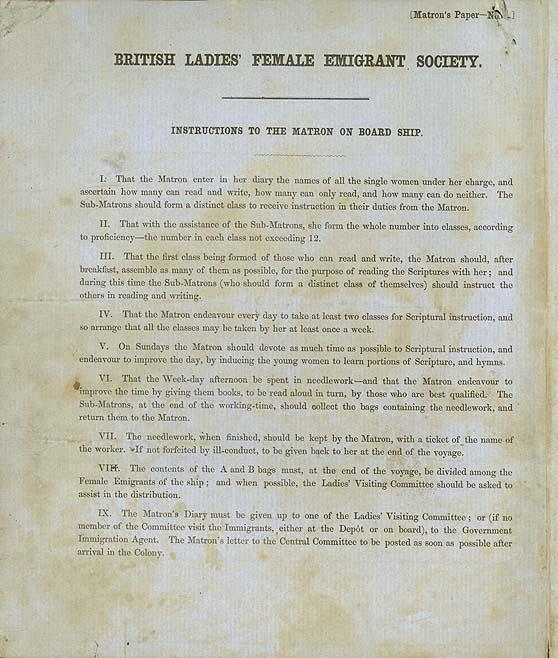 [Matron's Paper—No. .]
BRITISH LADIES' FEMALE EMIGRANT SOCIETY.
INSTRUCTIONS TO THE MATRON ON BOARD SHIP.
I. That the Matron enter in her diary the names of all the single women under her charge, and
ascertain how many can read and write, how many can only read, and how many can do neither. The
Sub-Matrons should form a distinct class to receive instruction in their duties from the Matron.
II. That with the assistance of the Sub-Matrons, she form the whole number into classes, according
to proficiency—the number in each class not exceeding 12.
III. That the first class being formed of those who can read and write, the Matron should, after
breakfast, assemble as many of them as possible, for the purpose of reading the Scriptures with her; and
during this time the Sub-Matrons (who should form a distinct class of themselves) should instruct the
others in reading and writing.
IV. That the Matron endeavour every day to take at least two classes for Scriptural instruction, and
so arrange that all the classes may be taken by her at least once a week.
V. On Sundays the Matron should devote as much time as possible to Scriptural instruction, and
endeavour to improve the day, by inducing the young women to learn portions of Scripture, and hymns.
VI. That the Week-day afternoon be spent in needlework—and that the Matron endeavour to
improve the time by giving them books, to be read aloud in turn, by those who are best qualified. The
Sub-Matrons, at the end of the working-time, should collect the bags containing the needlework, and
return them to the Matron.
VII. The needlework, when finished, should be kept by the Matron, with a ticket of the name of
the worker. If not forfeited by ill-conduct, to be given back to her at the end of the voyage.
VIII. The contents of the A and B bags must, at the end of the voyage, be divided among the
Female Emigrants of the ship; and when possible, the Ladies' Visiting Committee should be asked to
assist in the distribution.
IX. The Matron's Diary must be given up to one of the Ladies' Visiting Committee; or (if no
member of the Committee visit the Immigrants, either at the Depôt or on board), to the Government
Immigration Agent. The Matron's letter to the Central Committee to be posted as soon as possible after
arrival in the Colony.